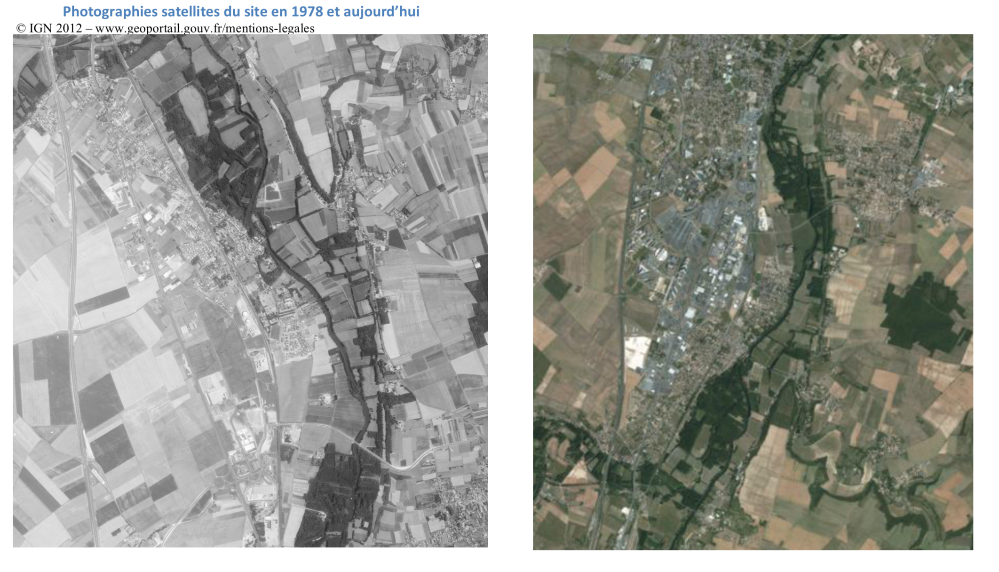 Photographies satellites du site en 1978 et aujourd’hui
© IGN 2012 – www.geoportail.gouv.fr/mentions-legales